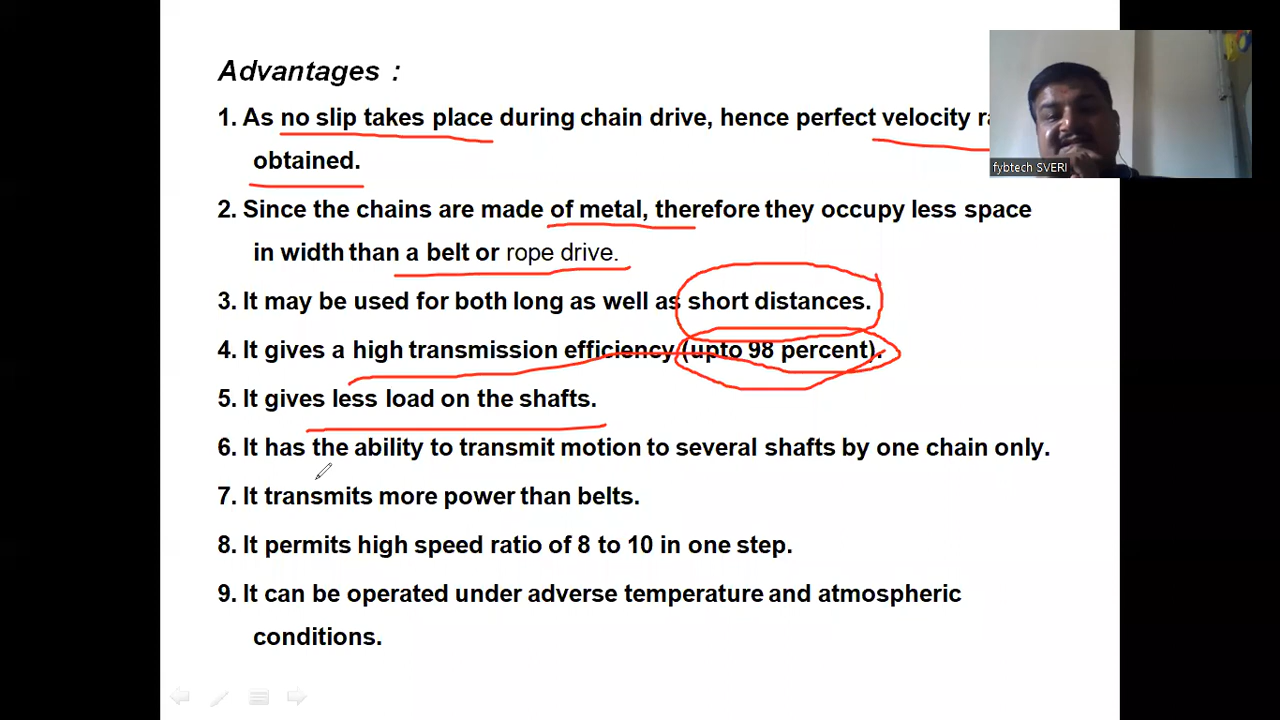 Advantages :
1. As no slip takes place during chain drive, hence perfect velocity
obtained.
2. Since the chains are made of metal, therefore they occupy less space
in width than a belt or rope drive.
3. It may be used for both long as well as short distances.
4. It gives a high transmission efficiency (upto 98 percent).
5. It gives less load on the shafts.
6. It has the ability to transmit motion to several shafts by one chain only.
7. It transmits more power than belts.
8. It permits high speed ratio of 8 to 10 in one step.
9. It can be operated under adverse temperature and atmospheric
conditions.
fybtech SVERI